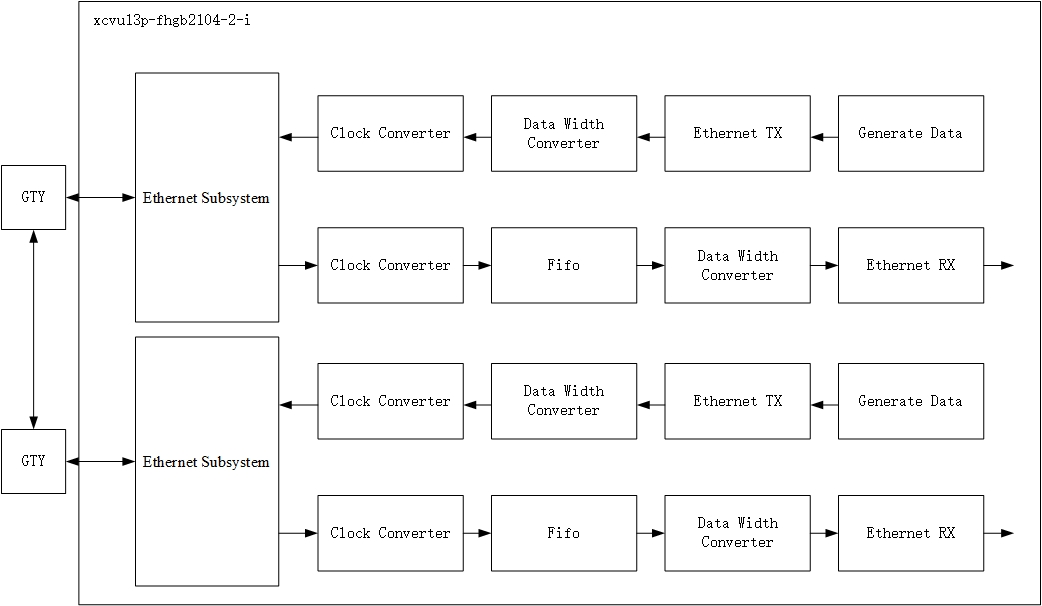 xcvu13p-fhgb2104-2-i
Clock Converter
Data Width
Converter
Ethernet TX
Generate Data
GTY
Ethernet Subsystem
Clock Converter
Fifo
Data Width
Converter
Ethernet RX
Clock Converter
Data Width
Converter
Ethernet TX
Generate Data
GTY
Ethernet Subsystem
Clock Converter
Fifo
Data Width
Converter
Ethernet RX